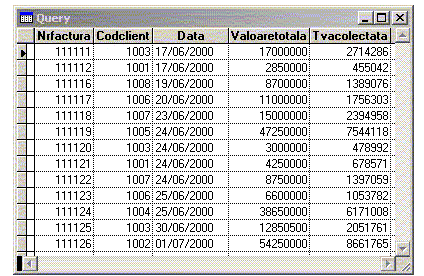 Query
Nrfactura Codclient Data Valoaretotala Tvacolectata
111111 1003 17/06/2000 17000000 2714286
111112 1001 17/06/2000 2850000 455042
111116 1008 19/06/2000 8700000 1389076
111117 1006 20/06/2000 11000000 1756303
111118 1007 23/06/2000 15000000 2394958
111119 1005 24/06/2000 47250000 7544118
111120 1003 24/06/2000 3000000 478992
111121 1001 24/06/2000 4250000 678571
111122 1007 24/06/2000 8750000 1397059
111123 1006 25/06/2000 6600000 1053782
111124 1004 25/06/2000 38650000 6171008
111125 1003 30/06/2000 12850500 2051761
111126 1002 01/07/2000 54250000 8661765